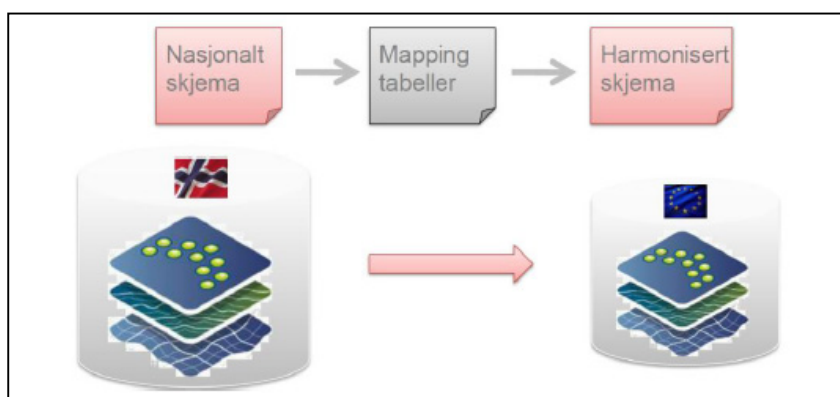 Nasjonalt
skjema
Mapping
tabeller
Harmonisert
skjema